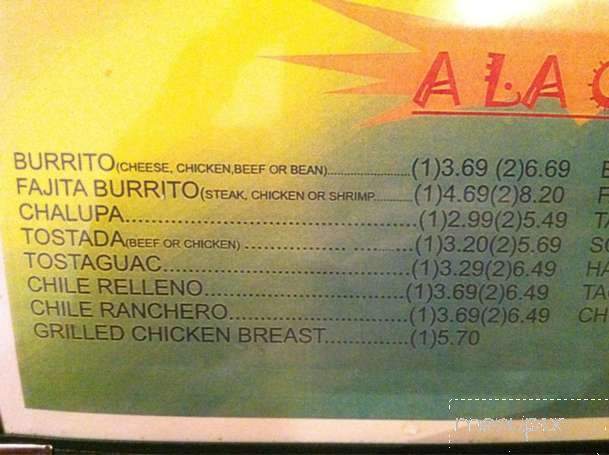 A LA
BURRITO(CHEESE, CHICKEN,BEEF OR BEAN)....................(1)3.69 (2)6.69
FAJITA BURRITO(STEAK, CHICKEN OR SHRIMP.........(1)4.69(2)8.20
CHALUPA..........................................(1)2.99(2)5.49
TOSTADA(BEEF OR CHICKEN) ........................(1)3.20(2)5.69
TOSTAGUAC....................................(1)3.29(2)6.49
CHILE RELLENO.............................(1)3.69(2)6.49
CHILE RANCHERO.........................(1)3.69(2)6.49
GRILLED CHICKEN BREAST..............(1)5.70
menupix